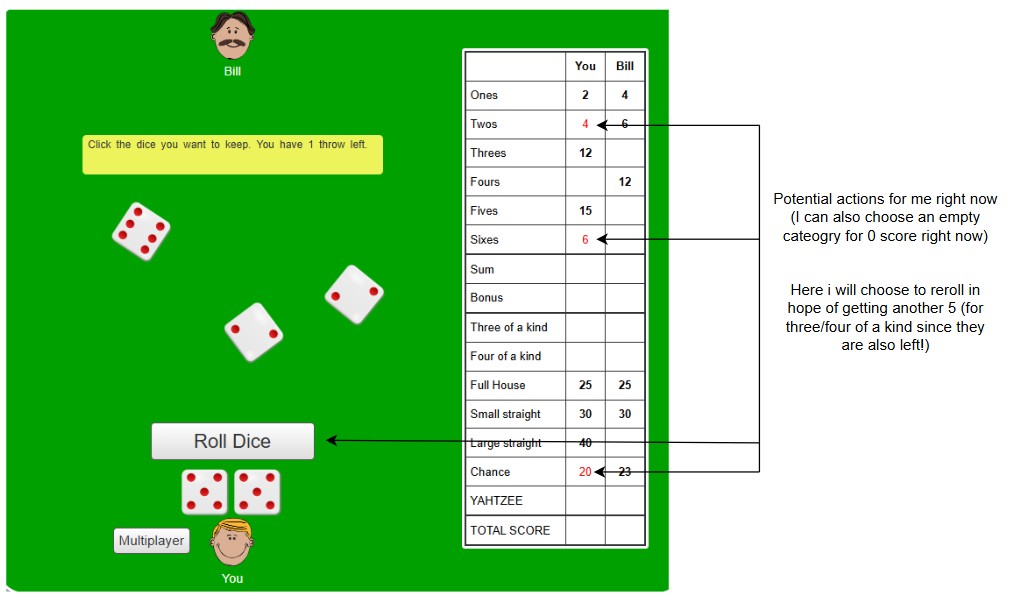 Bill
Click the dice you want to keep. You have 1 throw left.
Roll Dice
Multiplayer
You
You Bill
Ones 2 4
Twos 4 6
Threes 12
Fours 12
Fives 15
Sixes 6
Sum
Bonus
Three of a kind
Four of a kind
Full House 25 25
Small straight 30 30
Large straight 40
Chance 20 23
YAHTZEE
TOTAL SCORE
Potential actions for me right now
(I can also choose an empty
cateogry for 0 score right now)
Here i will choose to reroll in
hope of getting another 5 (for
three/four of a kind since they
are also left!)